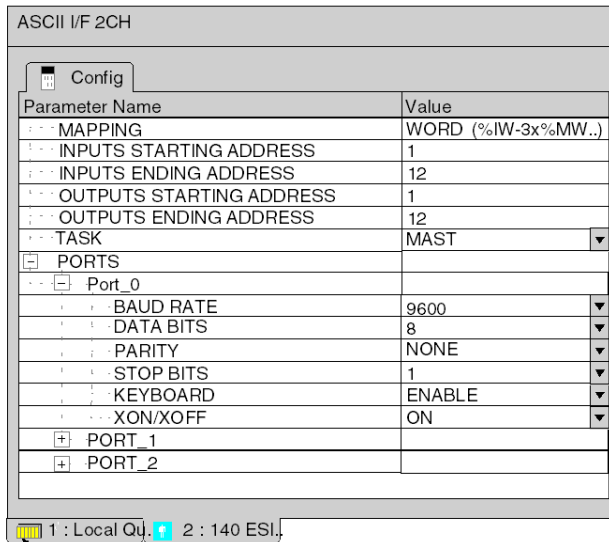 ASCII I/F 2CH
Config
Parameter Name Value
MAPPING WORD (%IW-3x%MW..)
INPUTS STARTING ADDRESS 1
INPUTS ENDING ADDRESS 12
OUTPUTS STARTING ADDRESS 1
OUTPUTS ENDING ADDRESS 12
TASK MAST
PORTS
Port_0
BAUD RATE 9600
DATA BITS 8
PARITY NONE
STOP BITS 1
KEYBOARD ENABLE
XON/XOFF ON
PORT_1
PORT_2
1 : Local Qu. 2 : 140 ESI..